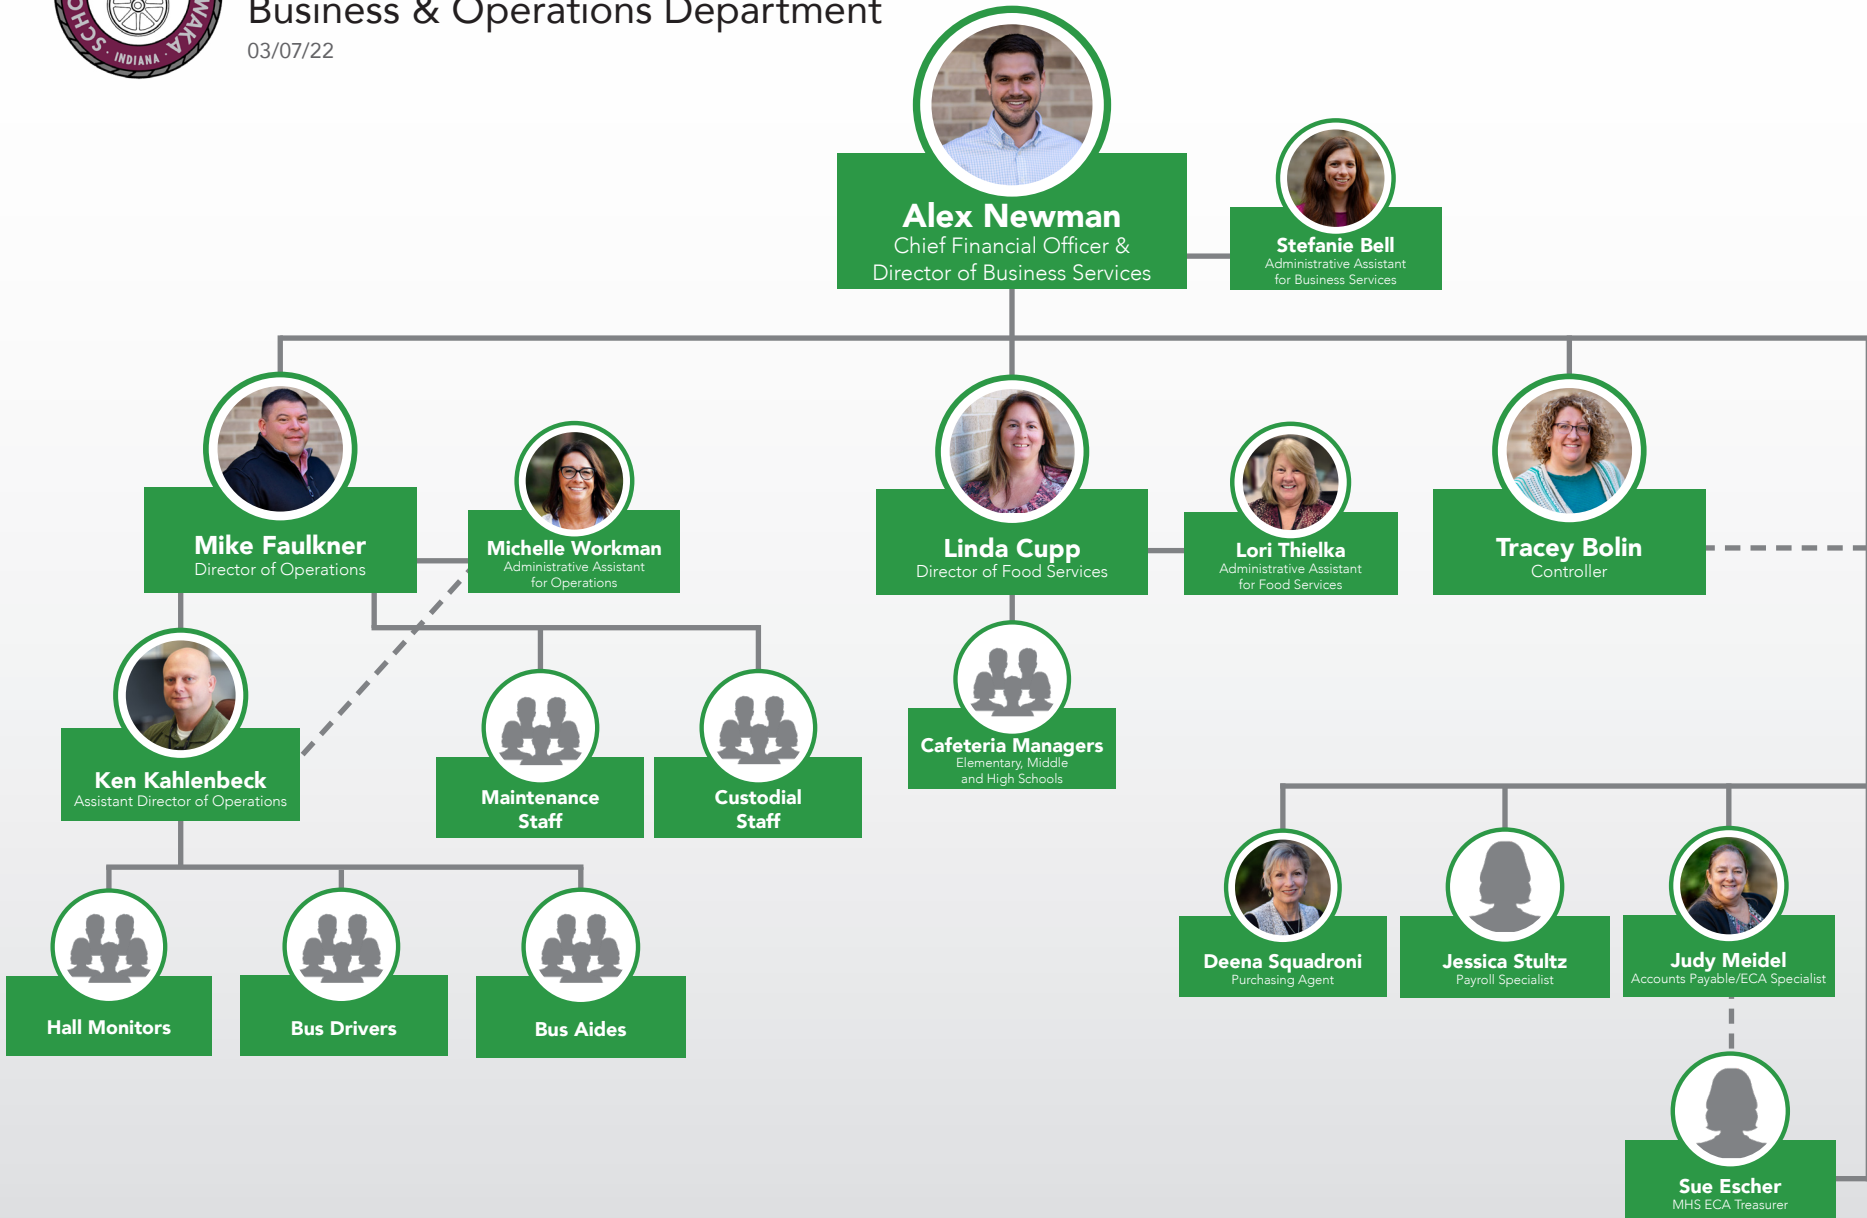 SCHO
WAKA
· INDIANA ·
Business & Operations Department
03/07/22
Alex Newman
Chief Financial Officer &
Director of Business Services
Stefanie Bell
Administrative Assistant
for Business Services
Mike Faulkner
Director of Operations
Michelle Workman
Administrative Assistant
for Operations
Linda Cupp
Director of Food Services
Lori Thielka
Administrative Assistant
for Food Services
Tracey Bolin
Controller
Ken Kahlenbeck
Assistant Director of Operations
Maintenance
Staff
Custodial
Staff
Cafeteria Managers
Elementary, Middle
and High Schools
Hall Monitors
Bus Drivers
Bus Aides
Deena Squadroni
Purchasing Agent
Jessica Stultz
Payroll Specialist
Judy Meidel
Accounts Payable/ECA Specialist
Sue Escher
MHS ECA Treasurer